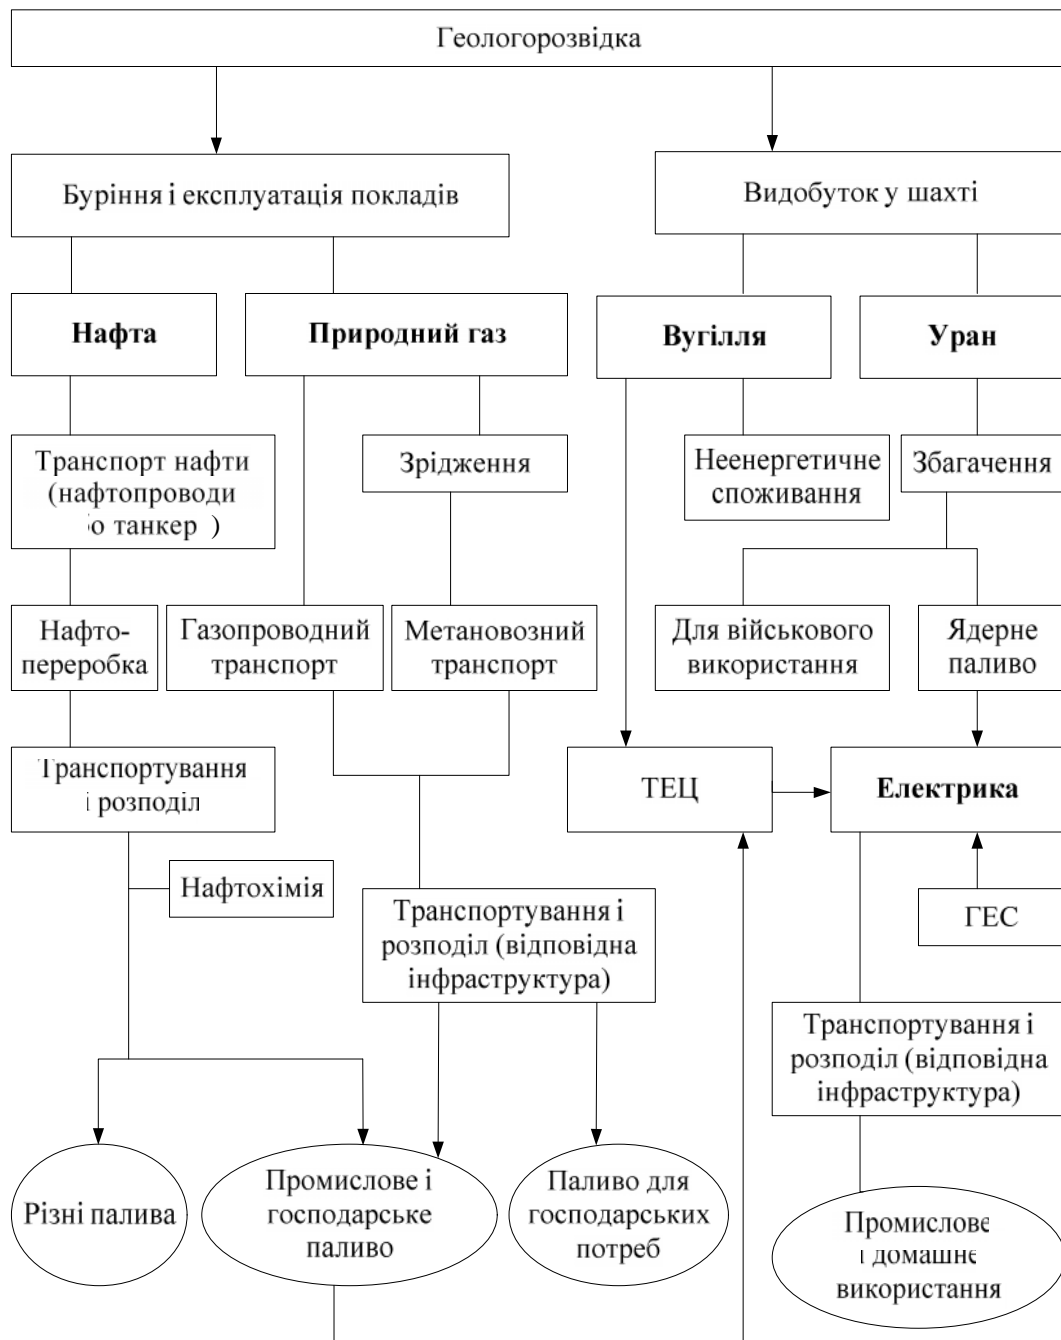 Геологорозвідка
Буріння і експлуатація покладів
Видобуток у шахті
Нафта
Природний газ
Вугілля
Уран
Транспорт нафти
(нафтопроводи
танкер )
Зрідження
Неенергетичне
споживання
Збагачення
Нафто-
переробка
Газопроводний
транспорт
Метановозний
транспорт
Для військового
використання
Ядерне
паливо
Транспортування
і розподіл
ТЕЦ
Електрика
Нафтохімія
Транспортування і
розподіл (відповідна
інфраструктура)
ГЕС
Транспортування і
розподіл (відповідна
інфраструктура)
Різні палива
Промислове і
господарське
паливо
Паливо для
господарських
потреб
Промислове
і домашнє
використання